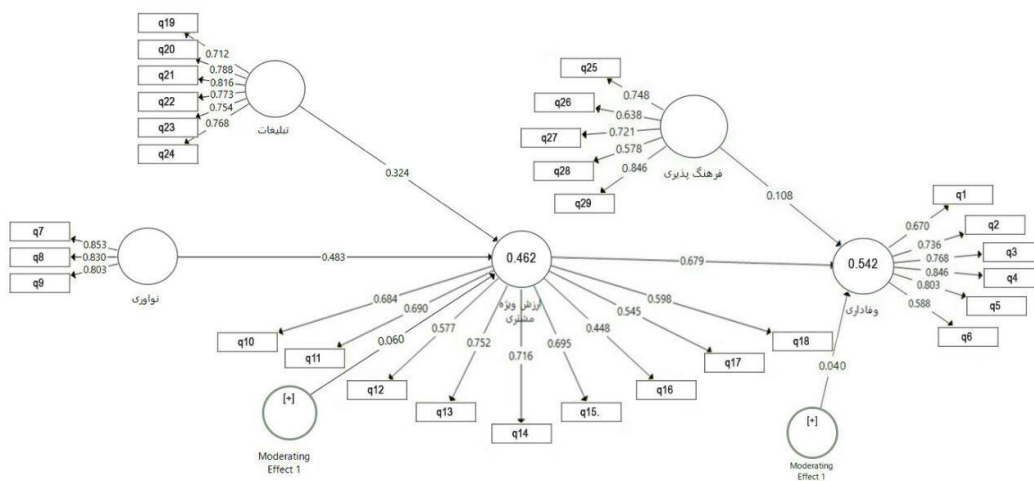 q19
q20
q21
q22
q23
q24
0.712
0.788
0.816
0.773
0.754
0.768
تبلیغات
0.324
q25
q26
q27
q28
q29
0.748
0.638
0.721
0.578
0.846
فرهنگ پذیری
0.108
q7
q8
q9
0.853
0.830
0.803
نواوری
0.483
0.462
ارزش ویژه
مشتری
0.679
0.542
وفاداری
q1
q2
q3
q4
q5
q6
0.670
0.736
0.768
0.846
0.803
0.588
0.684
0.690
0.577
0.752
0.716
0.695
0.448
0.545
0.598
q10
q11
q12
q13
q14
q15.
q16
q17
q18
0.060
[+]
Moderating
Effect 1
0.040
[+]
Moderating
Effect 1